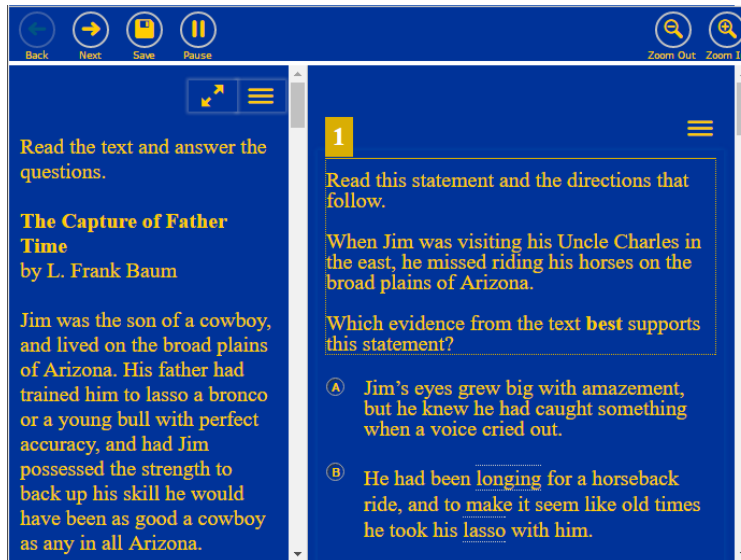 Back
Next
Save
Pause
Zoom Out
Zoom I
Read the text and answer the
questions.
The Capture of Father
Time
by L. Frank Baum
Jim was the son of a cowboy,
and lived on the broad plains
of Arizona. His father had
trained him to lasso a bronco
or a young bull with perfect
accuracy, and had Jim
possessed the strength to
back up his skill he would
have been as good a cowboy
as any in all Arizona.
1
Read this statement and the directions that
follow.
When Jim was visiting his Uncle Charles in
the east, he missed riding his horses on the
broad plains of Arizona.
Which evidence from the text best supports
this statement?
A
Jim’s eyes grew big with amazement,
but he knew he had caught something
when a voice cried out.
B
He had been longing for a horseback
ride, and to make it seem like old times
he took his lasso with him.